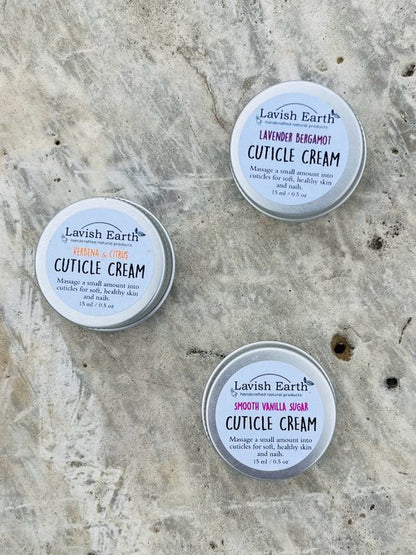 Lavish Earth
handcrafted natural products
LAVENDER BERGAMOT
CUTICLE CREAM
Massage a small amount into
cuticles for soft, healthy skin
and nails.
15 ml / 0.5 oz
Lavish Earth
handcrafted natural products
VERBENA & CITRUS
CUTICLE CREAM
Massage a small amount into
cuticles for soft, healthy skin
and nails.
15 ml / 0.5 oz
Lavish Earth
handcrafted natural products
SMOOTH VANILLA SUGAR
CUTICLE CREAM
Massage a small amount into
cuticles for soft, healthy skin
and nails.
15 ml / 0.5 oz